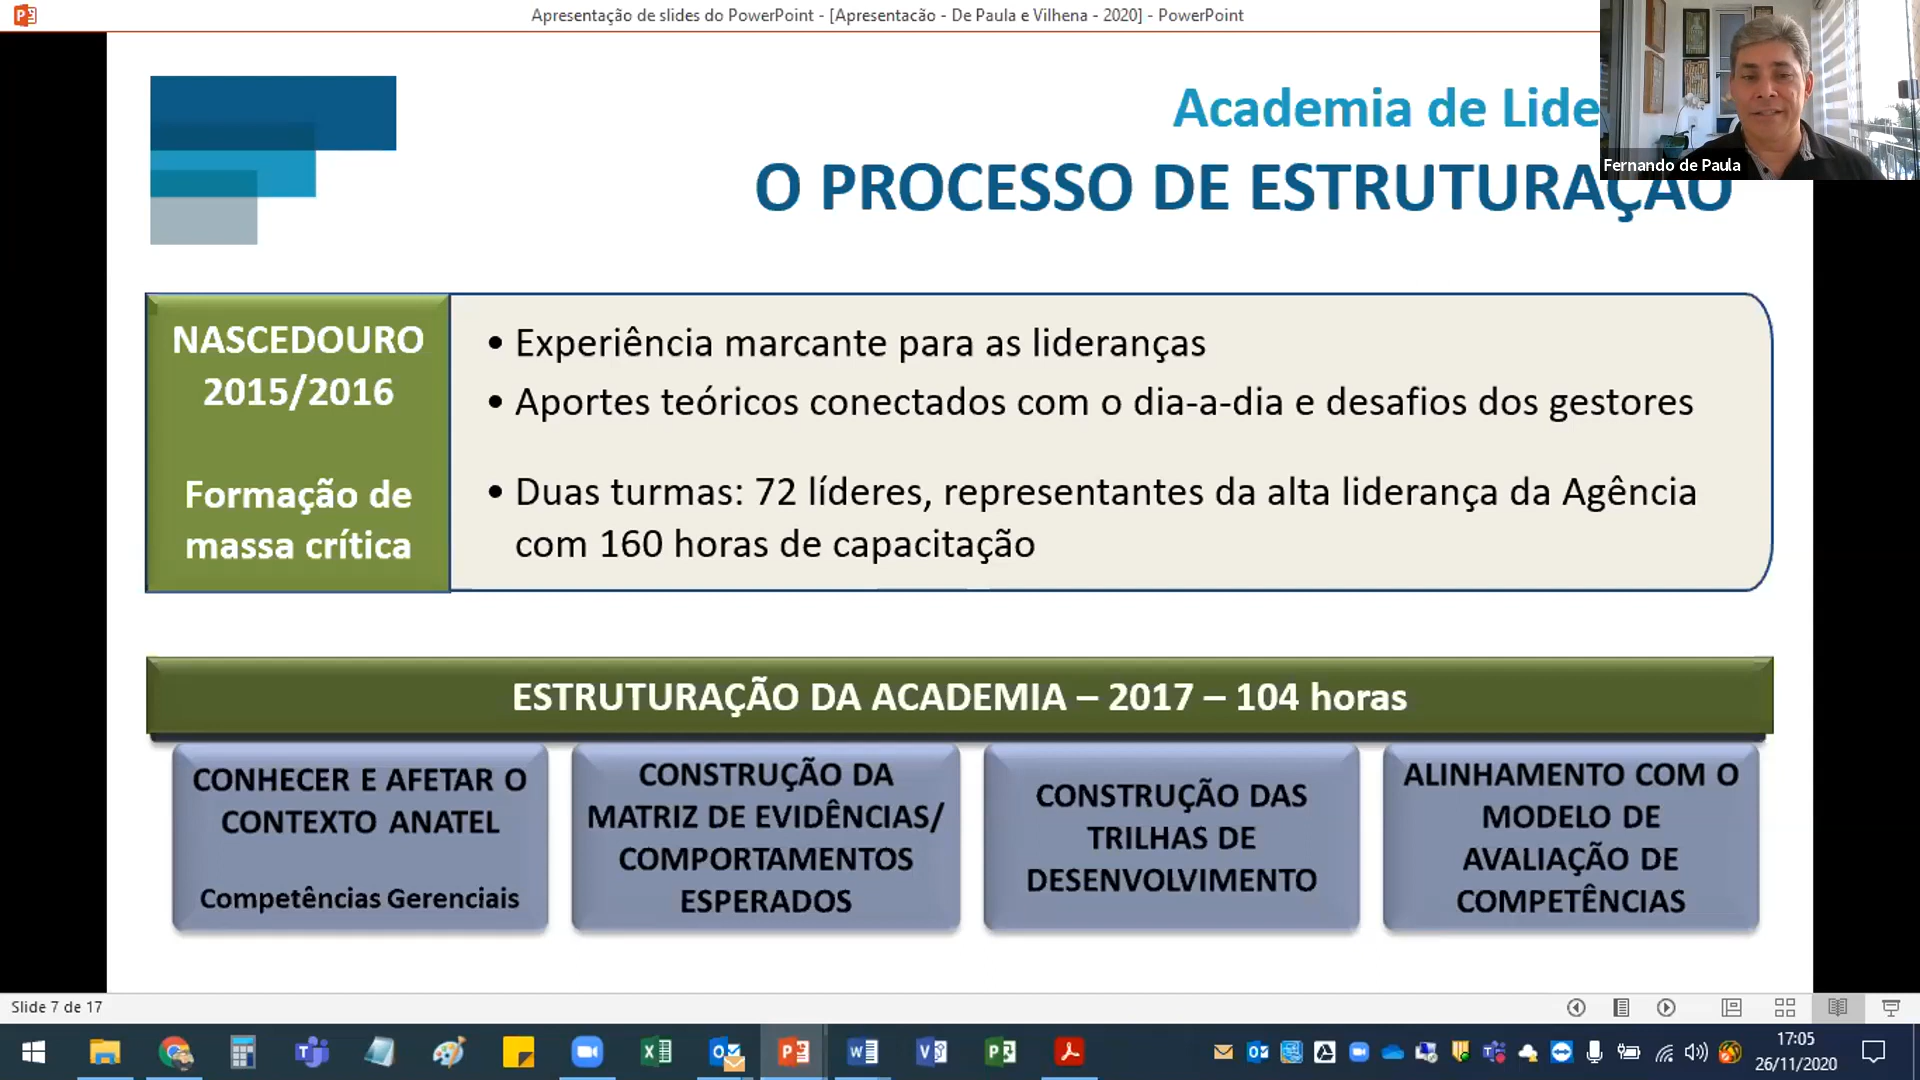 Apresentação de slides do PowerPoint - [Apresentacão - De Paula e Vilhena - 2020] - PowerPoint
Academia de Lide
Fernando de Paula
O PROCESSO DE ESTRUTURAÇÃO
NASCEDOURO
2015/2016
Formação de
massa crítica
• Experiência marcante para as lideranças
• Aportes teóricos conectados com o dia-a-dia e desafios dos gestores
• Duas turmas: 72 líderes, representantes da alta liderança da Agência
com 160 horas de capacitação
ESTRUTURAÇÃO DA ACADEMIA – 2017 – 104 horas
CONHECER E AFETAR O
CONTEXTO ANATEL
Competências Gerenciais
CONSTRUÇÃO DA
MATRIZ DE EVIDÊNCIAS/
COMPORTAMENTOS
ESPERADOS
CONSTRUÇÃO DAS
TRILHAS DE
DESENVOLVIMENTO
ALINHAMENTO COM O
MODELO DE
AVALIAÇÃO DE
COMPETÊNCIAS
Slide 7 de 17
17:05
26/11/2020